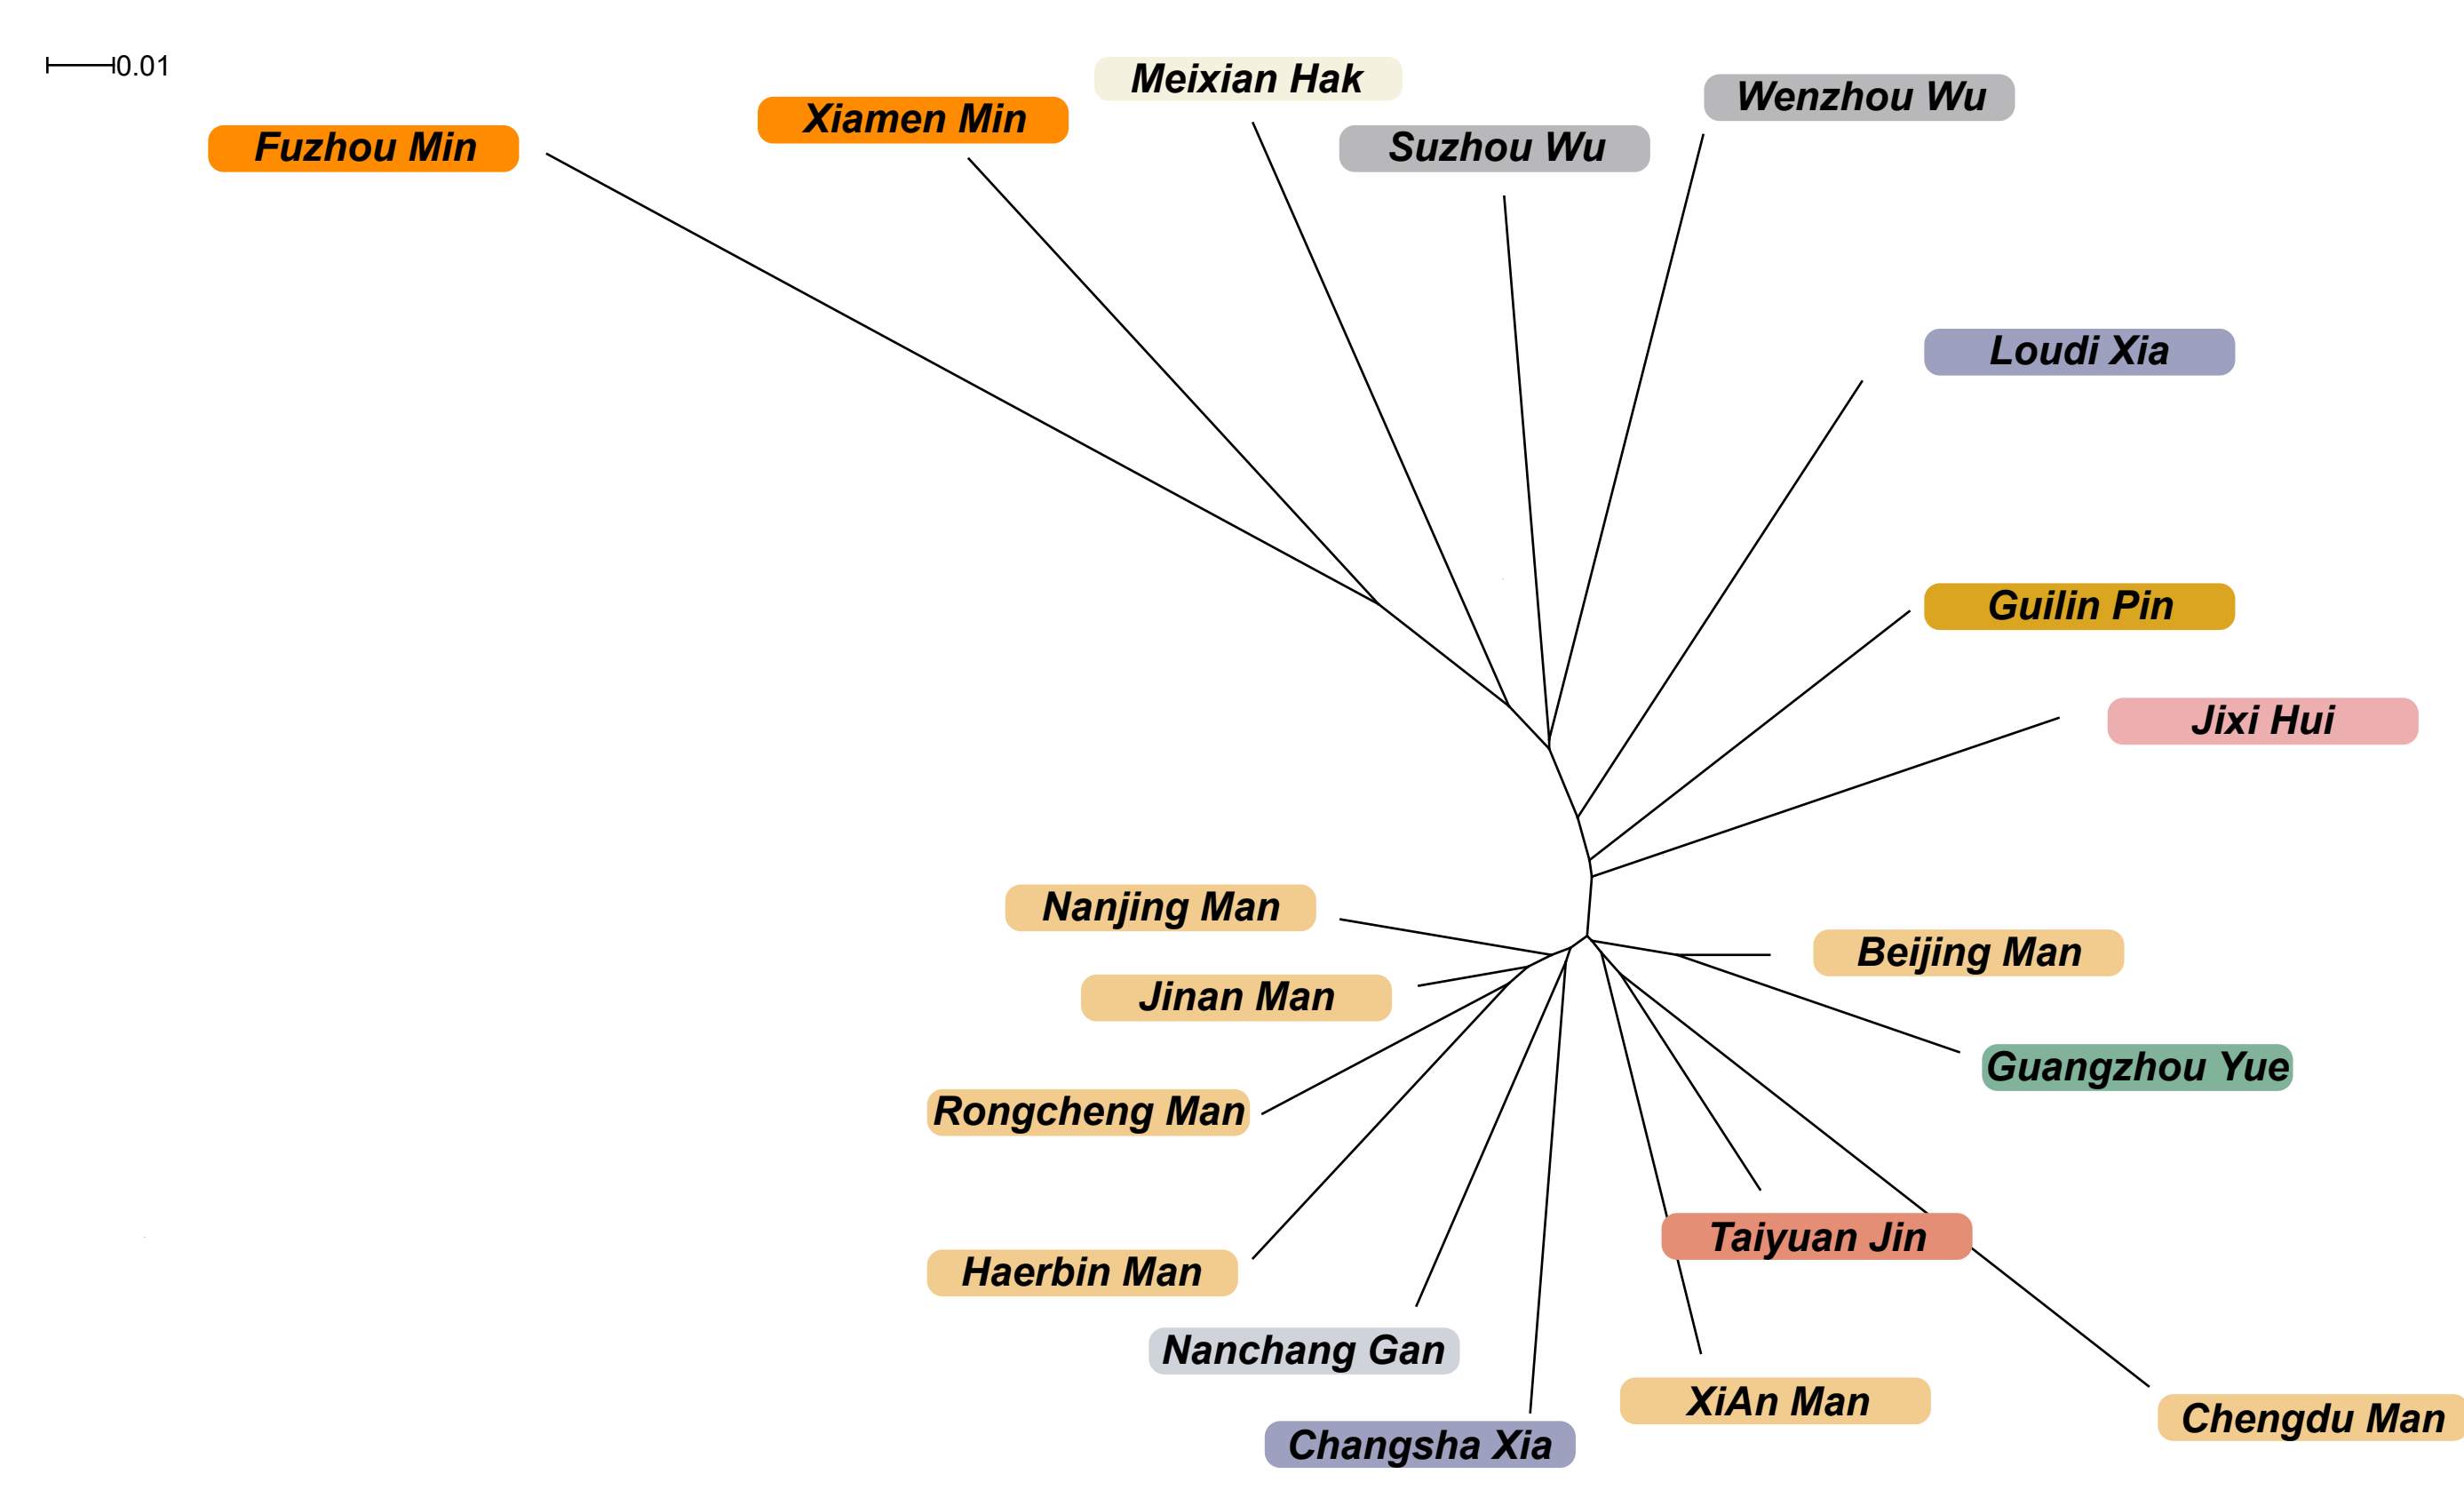 0.01
Meixian Hak
Wenzhou Wu
Xiamen Min
Fuzhou Min
Suzhou Wu
Loudi Xia
Guilin Pin
Jixi Hui
Nanjing Man
Beijing Man
Jinan Man
Guangzhou Yue
Rongcheng Man
Taiyuan Jin
Haerbin Man
Nanchang Gan
XiAn Man
Chengdu Man
Changsha Xia